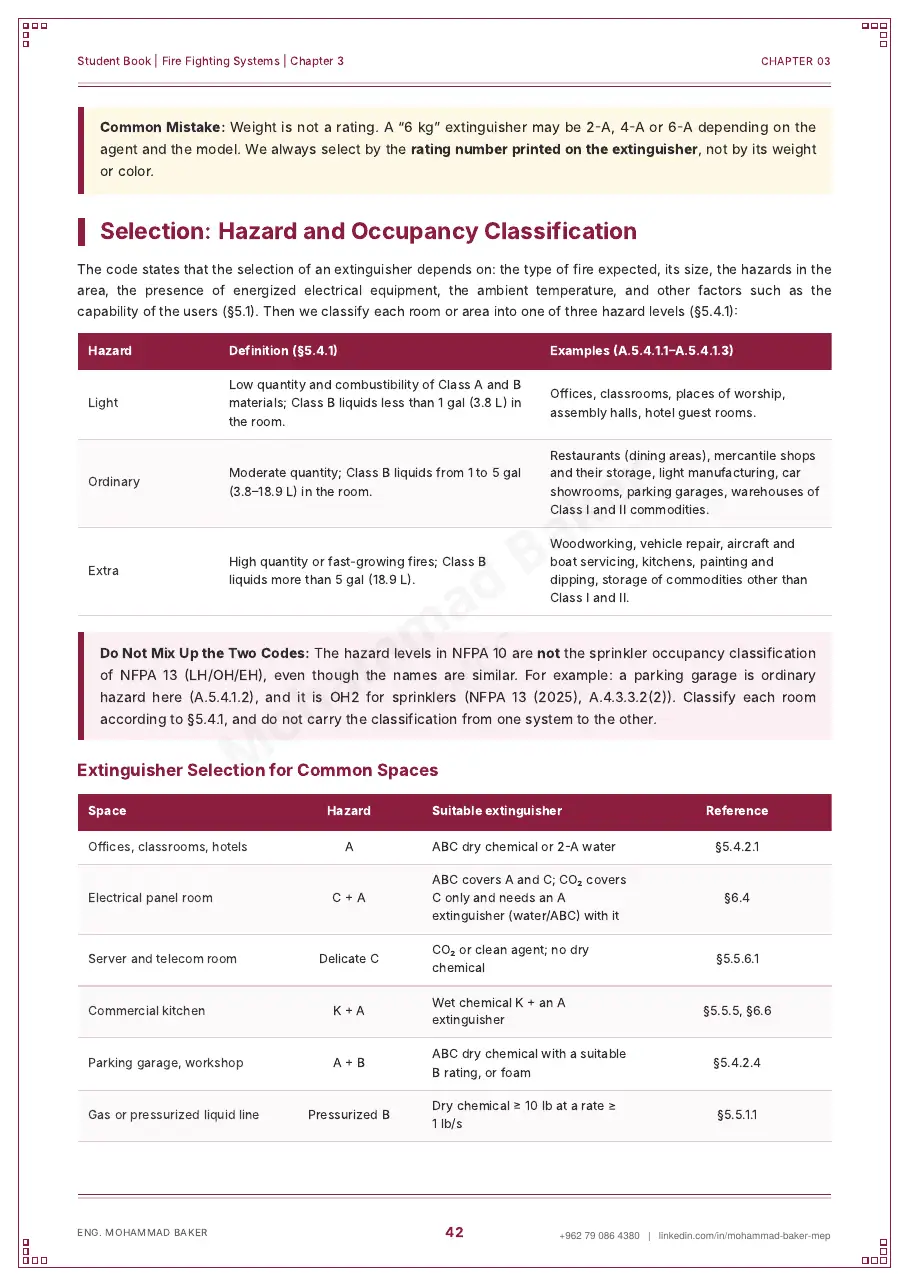 Student Book | Fire Fighting Systems | Chapter 3
CHAPTER 03
Common Mistake: Weight is not a rating. A “6 kg” extinguisher may be 2-A, 4-A or 6-A depending on the
agent and the model. We always select by the rating number printed on the extinguisher, not by its weight
or color.
Selection: Hazard and Occupancy Classification
The code states that the selection of an extinguisher depends on: the type of fire expected, its size, the hazards in the
area, the presence of energized electrical equipment, the ambient temperature, and other factors such as the
capability of the users (§5.1). Then we classify each room or area into one of three hazard levels (§5.4.1):
Hazard
Definition (§5.4.1)
Examples (A.5.4.1.1–A.5.4.1.3)
Light
Low quantity and combustibility of Class A and B
materials; Class B liquids less than 1 gal (3.8 L) in
the room.
Offices, classrooms, places of worship,
assembly halls, hotel guest rooms.
Ordinary
Moderate quantity; Class B liquids from 1 to 5 gal
(3.8–18.9 L) in the room.
Restaurants (dining areas), mercantile shops
and their storage, light manufacturing, car
showrooms, parking garages, warehouses of
Class I and II commodities.
Extra
High quantity or fast-growing fires; Class B
liquids more than 5 gal (18.9 L).
Woodworking, vehicle repair, aircraft and
boat servicing, kitchens, painting and
dipping, storage of commodities other than
Class I and II.
Do Not Mix Up the Two Codes: The hazard levels in NFPA 10 are not the sprinkler occupancy classification
of NFPA 13 (LH/OH/EH), even though the names are similar. For example: a parking garage is ordinary
hazard here (A.5.4.1.2), and it is OH2 for sprinklers (NFPA 13 (2025), A.4.3.3.2(2)). Classify each room
according to §5.4.1, and do not carry the classification from one system to the other.
Mohammad Baker
Extinguisher Selection for Common Spaces
Space
Hazard
Suitable extinguisher
Reference
Offices, classrooms, hotels
A
ABC dry chemical or 2-A water
§5.4.2.1
Electrical panel room
C + A
ABC covers A and C; CO₂ covers
C only and needs an A
extinguisher (water/ABC) with it
§6.4
Server and telecom room
Delicate C
CO₂ or clean agent; no dry
chemical
§5.5.6.1
Commercial kitchen
K + A
Wet chemical K + an A
extinguisher
§5.5.5, §6.6
Parking garage, workshop
A + B
ABC dry chemical with a suitable
B rating, or foam
§5.4.2.4
Gas or pressurized liquid line
Pressurized B
Dry chemical ≥ 10 lb at a rate ≥
1 lb/s
§5.5.1.1
ENG. MOHAMMAD BAKER
42
+962 79 086 4380 | linkedin.com/in/mohammad-baker-mep